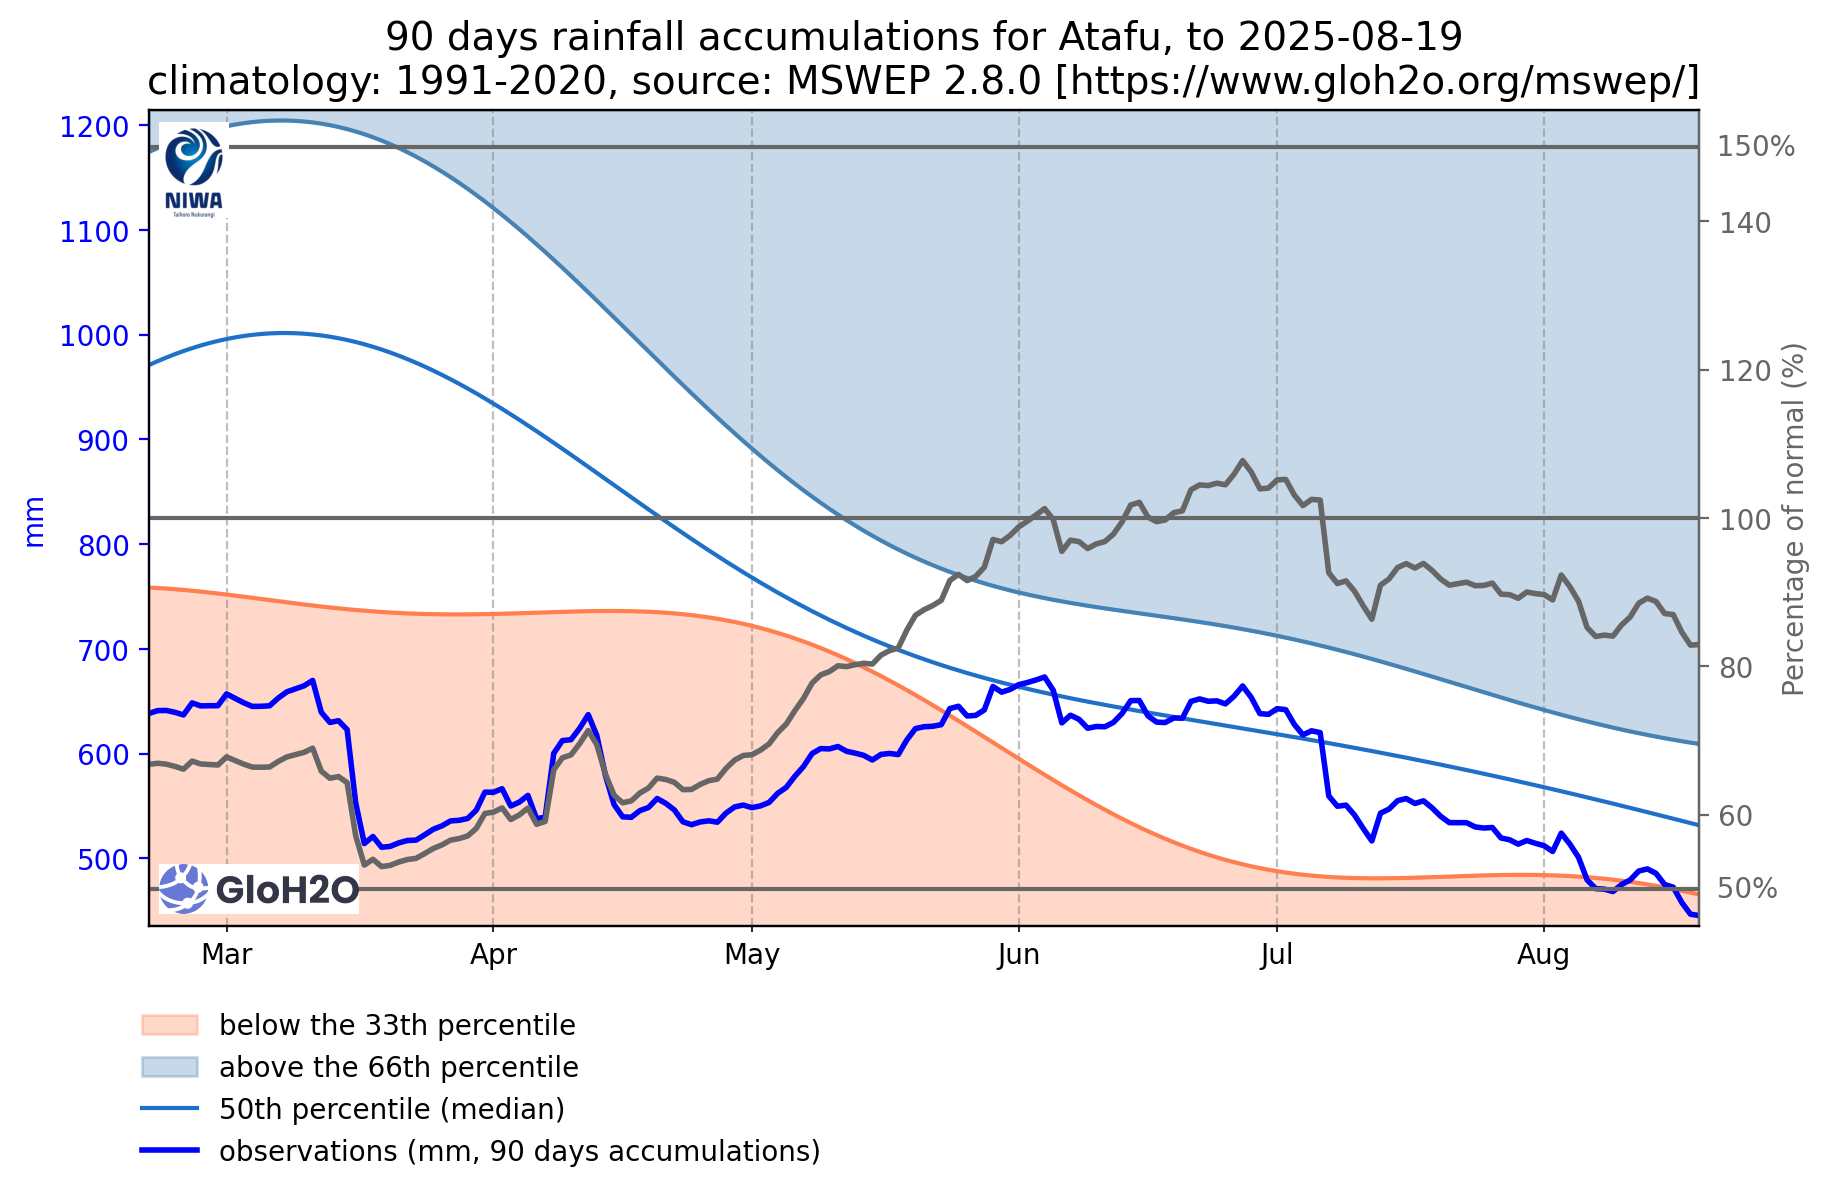 90 days rainfall accumulations for Atafu, to 2025-08-19
climatology: 1991-2020, source: MSWEP 2.8.0 [https://www.gloh2o.org/mswep/]
1200
1100
1000
900
800
700
600
500
mm
NIWA
Taihoro Nukurangi
GloH2O
150%
140
120
100
80
60
50%
Percentage of normal (%)
Mar
Apr
May
Jun
Jul
Aug
below the 33th percentile
above the 66th percentile
50th percentile (median)
observations (mm, 90 days accumulations)